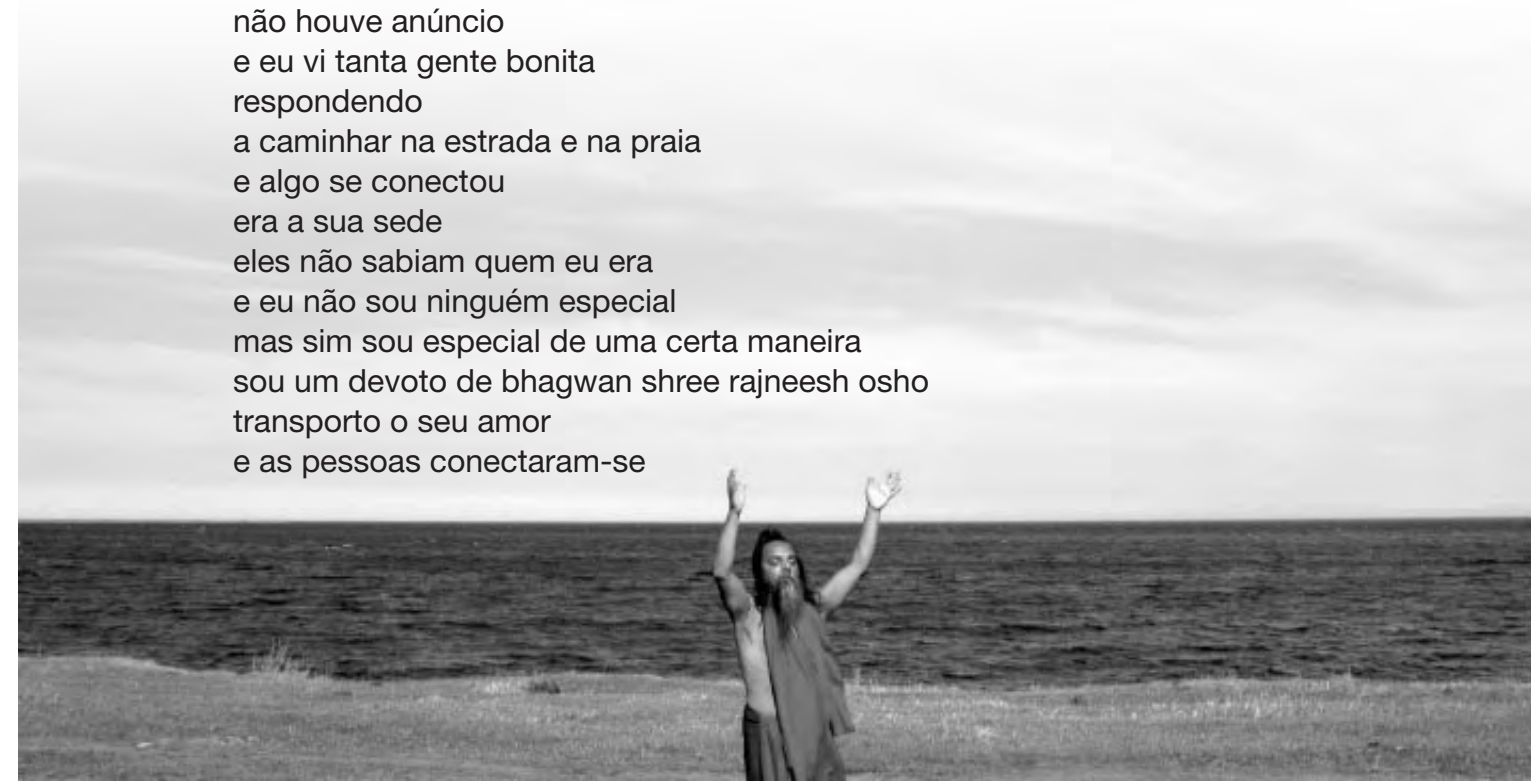 não houve anúncio
e eu vi tanta gente bonita
respondendo
a caminhar na estrada e na praia
e algo se conectou
era a sua sede
eles não sabiam quem eu era
e eu não sou ninguém especial
mas sim sou especial de uma certa maneira
sou um devoto de bhagwan shree rajneesh osho
transporto o seu amor
e as pessoas conectaram-se